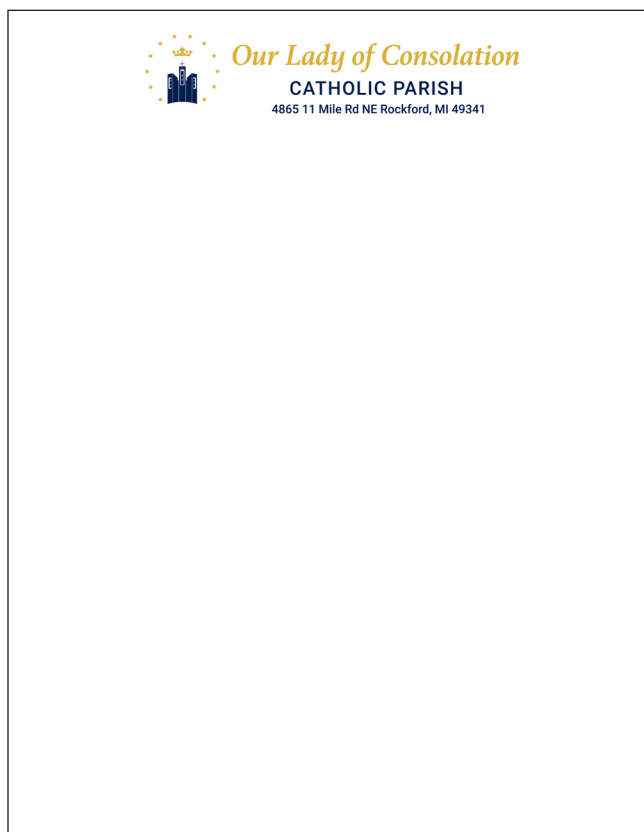 Our Lady of Consolation
CATHOLIC PARISH
4865 11 Mile Rd NE Rockford, MI 49341